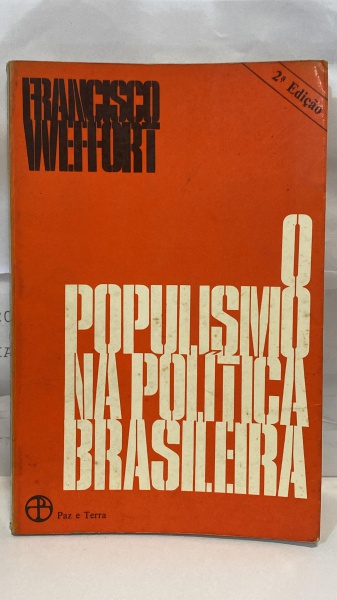 FRANCISCO
WEFFORT
2ª Edição
O
POPULISMO
NA POLÍTICA
BRASILEIRA
Paz e Terra